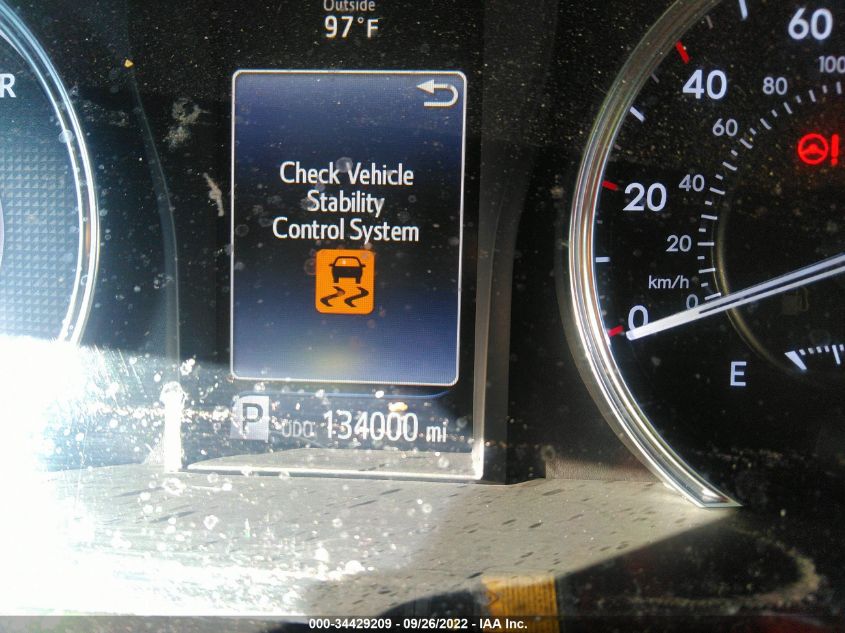 Outside
97°F
R
Check Vehicle
Stability
Control System
P ODO 134000 mi
60
40
20
0
100
80
60
40
20
0
km/h
E
000-34429209 - 09/26/2022 - IAA Inc.